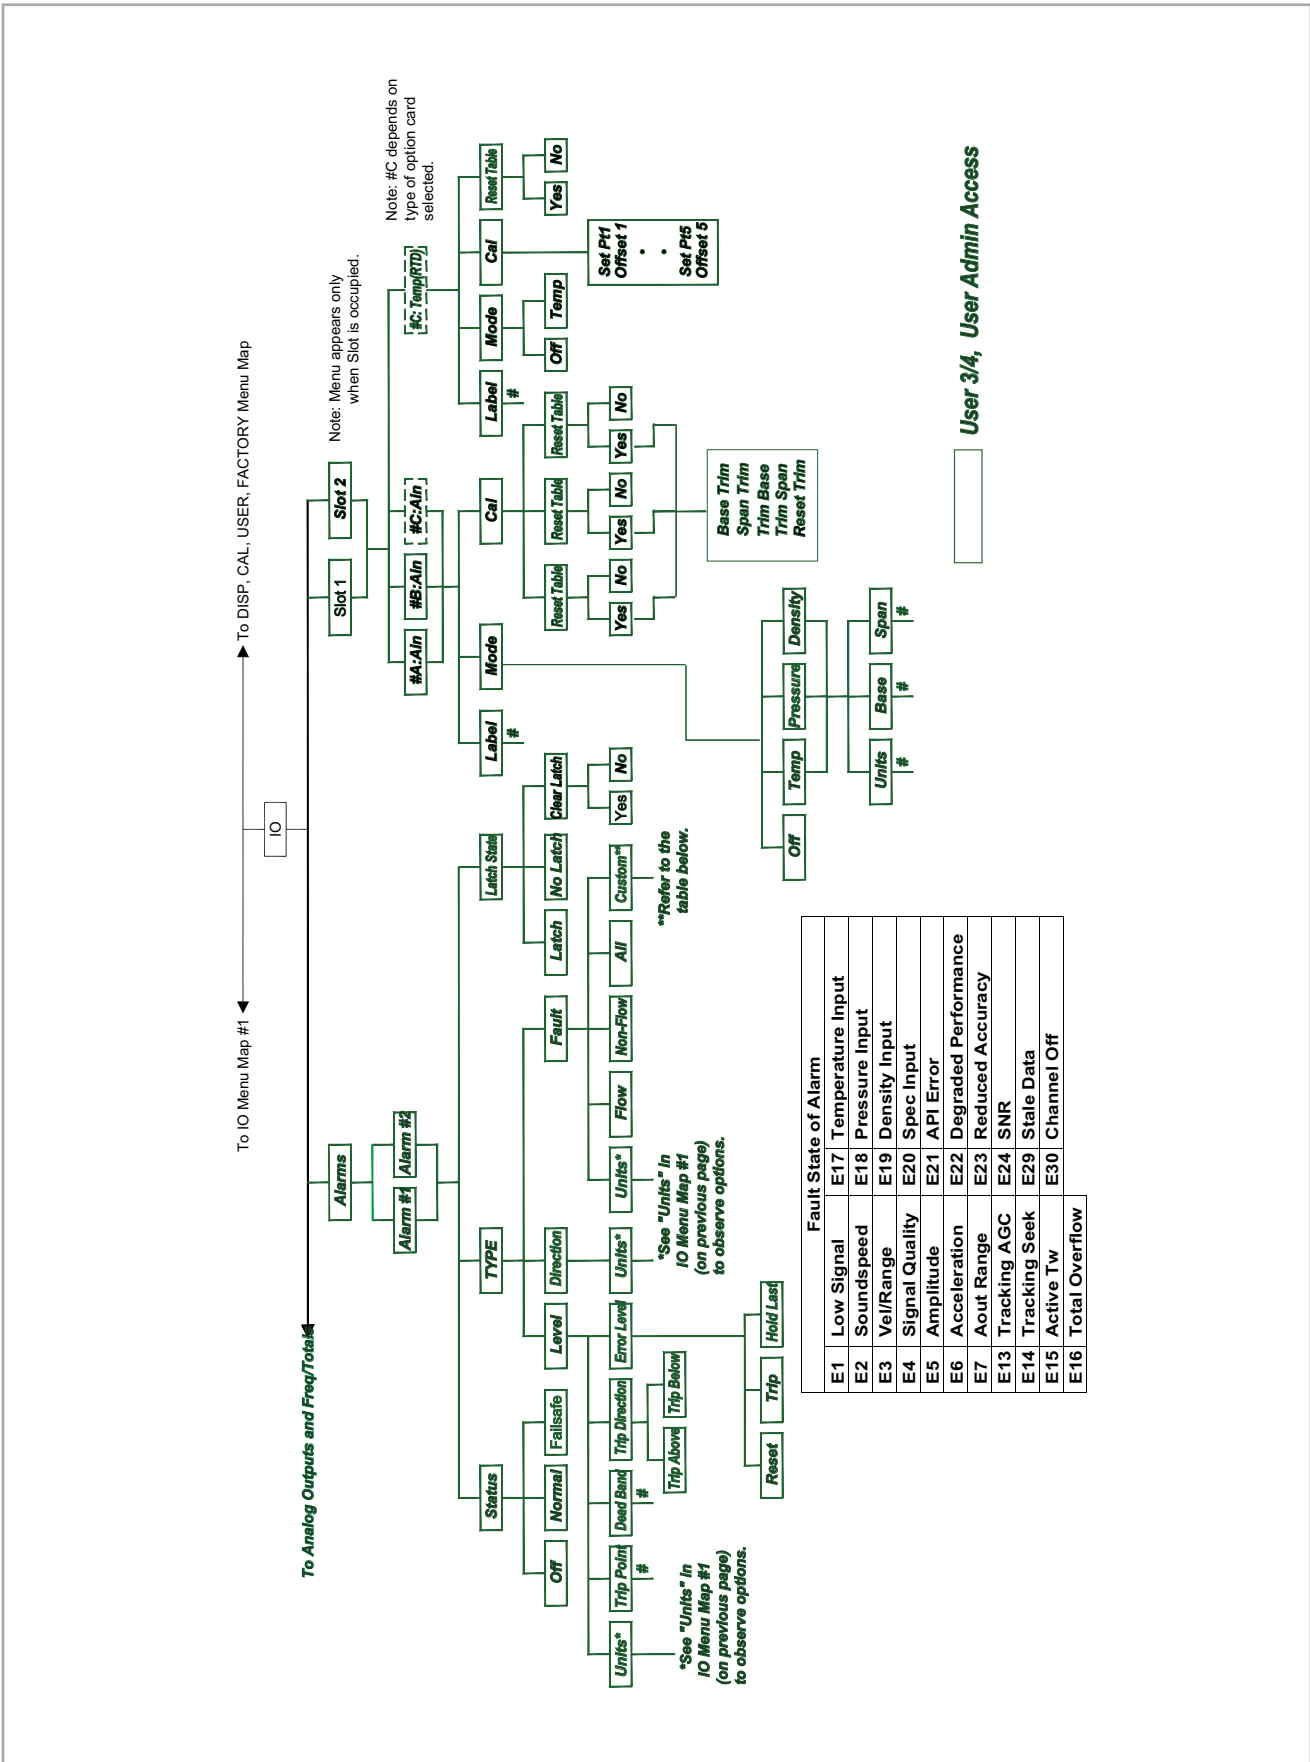 To IO Menu Map #1
To DISP, CAL, USER, FACTORY Menu Map
IO
To Analog Outputs and Freq/Totals
Alarms
Slot 1
Slot 2
Note: Menu appears only
when Slot is occupied.
Alarm #1
Alarm #2
#A:AIn
#B:AIn
#C:AIn
#C: Temp(RTD)
Note: #C depends on
type of option card
selected.
Status
TYPE
Latch State
Label
#
Mode
Cal
Label
#
Mode
Cal
Reset Table
Off
Normal
Failsafe
Level
Direction
Fault
Latch
No Latch
Clear Latch
Reset Table
Reset Table
Reset Table
Off
Temp
Yes
No
Units*
Trip Point
#
Dead Band
#
Trip Direction
Error Level
Units*
Units*
Flow
Non-Flow
All
Custom**
Yes
No
Yes
No
Yes
No
Yes
No
Set Pt1
Offset 1
•
•
Set Pt5
Offset 5
Trip Above
Trip Below
*See "Units" In
IO Menu Map #1
(on previous page)
to observe options.
*See "Units" In
IO Menu Map #1
(on previous page)
to observe options.
**Refer to the
table below.
Base Trim
Span Trim
Trim Base
Trim Span
Reset Trim
Reset
Trip
Hold Last
Off
Temp
Pressure
Density
Units
#
Base
#
Span
#
Fault State of Alarm
E1 Low Signal E17 Temperature Input
E2 Soundspeed E18 Pressure Input
E3 Vel/Range E19 Density Input
E4 Signal Quality E20 Spec Input
E5 Amplitude E21 API Error
E6 Acceleration E22 Degraded Performance
E7 Aout Range E23 Reduced Accuracy
E13 Tracking AGC E24 SNR
E14 Tracking Seek E29 Stale Data
E15 Active Tw E30 Channel Off
E16 Total Overflow
User 3/4, User Admin Access